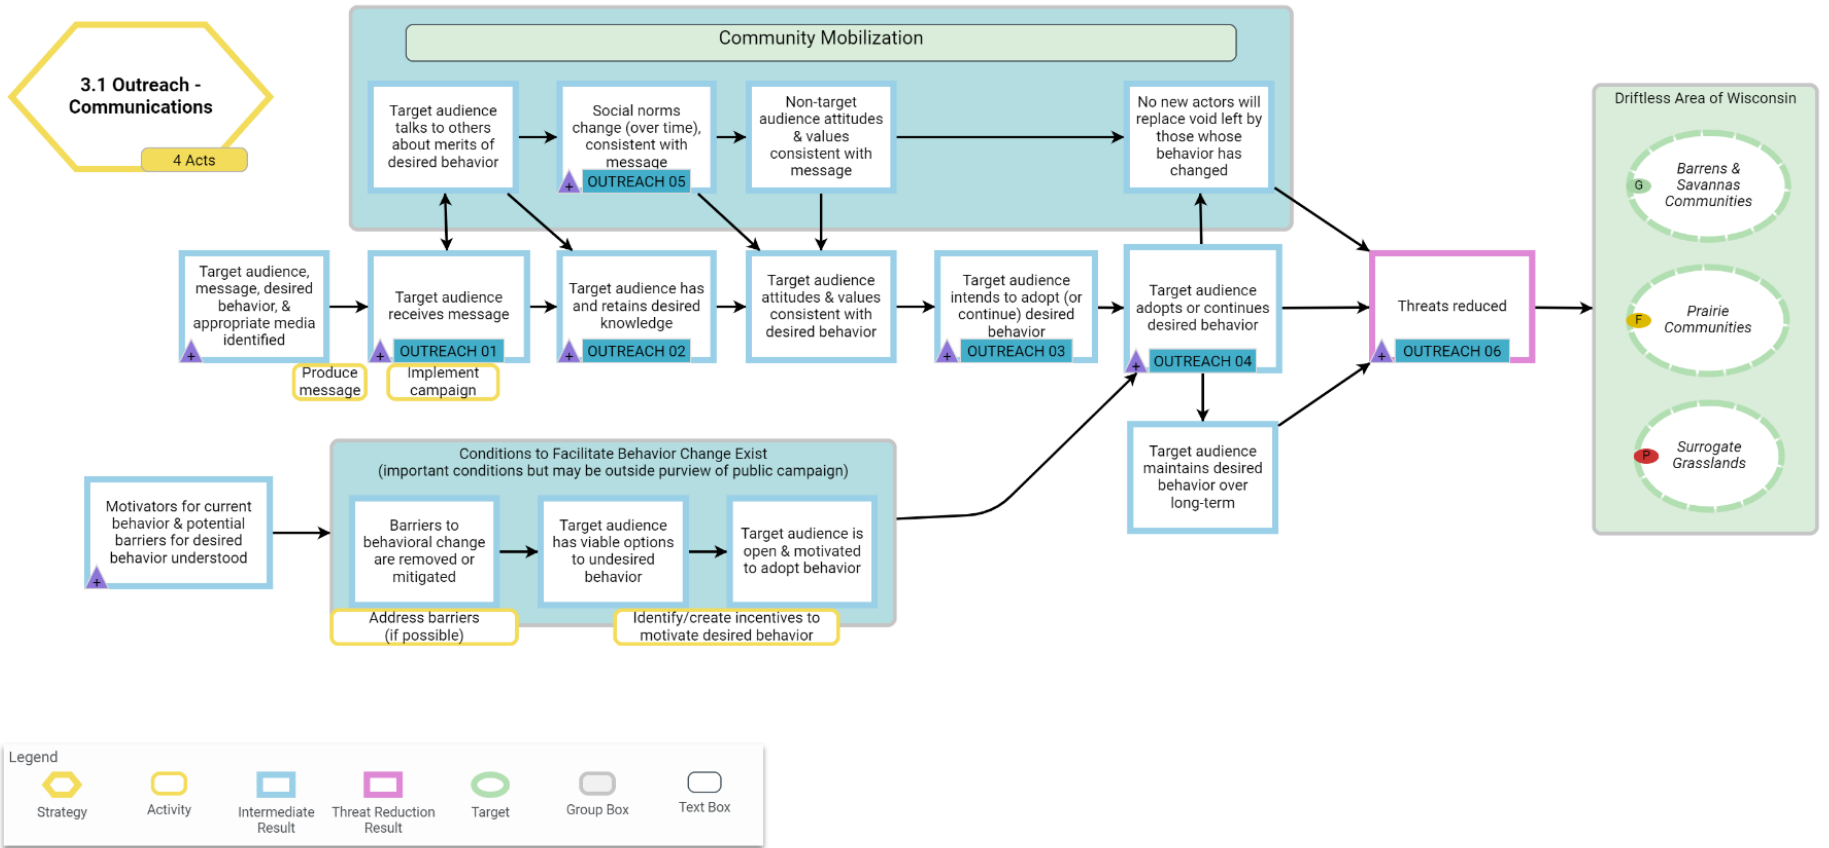 3.1 Outreach -
Communications
4 Acts
Community Mobilization
Target audience
talks to others
about merits of
desired behavior
Social norms
change (over time),
consistent with
message
OUTREACH 05
Non-target
audience attitudes
& values
consistent with
message
No new actors will
replace void left by
those whose
behavior has
changed
Target audience,
message, desired
behavior, &
appropriate media
identified
Target audience
receives message
OUTREACH 01
Target audience has
and retains desired
knowledge
OUTREACH 02
Target audience
attitudes & values
consistent with
desired behavior
Target audience
intends to adopt (or
continue) desired
behavior
OUTREACH 03
Target audience
adopts or continues
desired behavior
OUTREACH 04
Threats reduced
OUTREACH 06
Produce
message
Implement
campaign
Target audience
maintains desired
behavior over
long-term
Motivators for current
behavior & potential
barriers for desired
behavior understood
Conditions to Facilitate Behavior Change Exist
(important conditions but may be outside purview of public campaign)
Barriers to
behavioral change
are removed or
mitigated
Target audience
has viable options
to undesired
behavior
Target audience is
open & motivated
to adopt behavior
Address barriers
(if possible)
Identify/create incentives to
motivate desired behavior
Driftless Area of Wisconsin
Barrens &
Savannas
Communities
G
Prairie
Communities
F
Surrogate
Grasslands
P
Legend
Strategy
Activity
Intermediate
Result
Threat Reduction
Result
Target
Group Box
Text Box